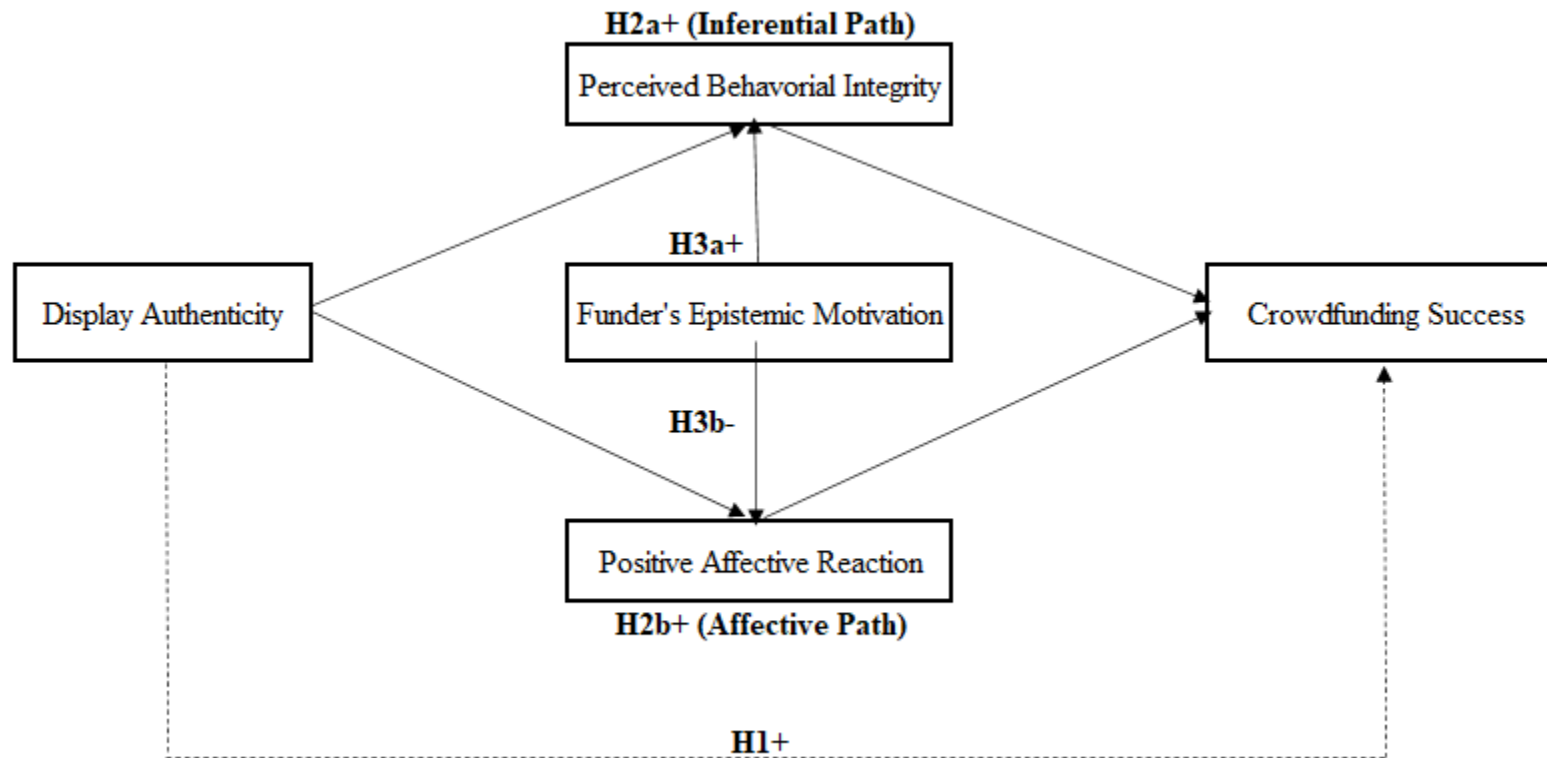 H2a+ (Inferential Path)
Perceived Behavorial Integrity
H3a+
Display Authenticity
Funder's Epistemic Motivation
Crowdfunding Success
H3b-
Positive Affective Reaction
H2b+ (Affective Path)
H1+